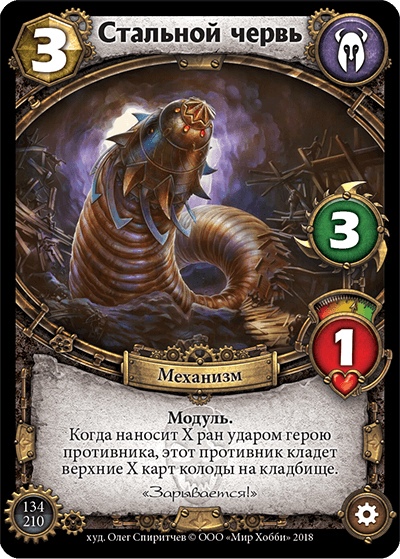 3
Стальной червь
3
1
Механизм
Модуль.
Когда наносит X ран ударом герою
противника, этот противник кладет
верхние X карт колоды на кладбище.
«Зарывается!»
134
210
худ. Олег Спиритчев © ООО «Мир Хобби» 2018